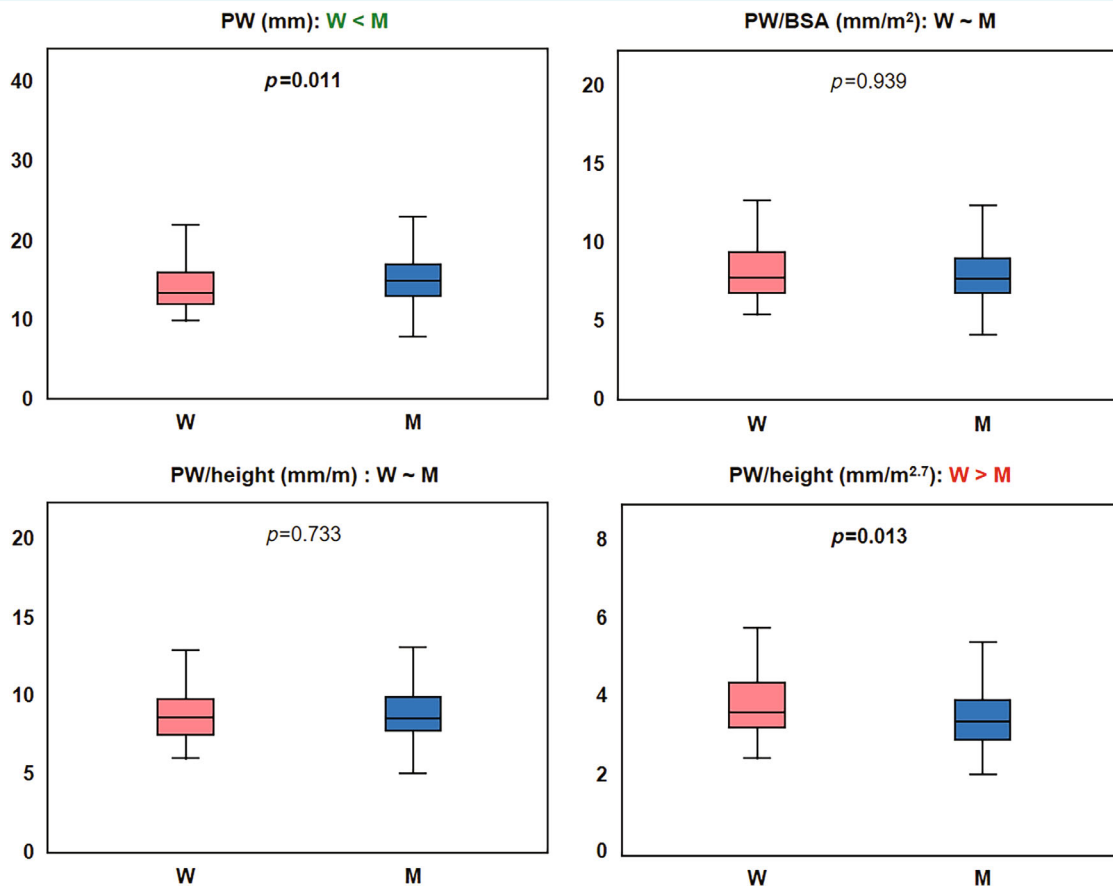 PW (mm): W < M
p=0.011
40
30
20
10
0
W M
PW/BSA (mm/m²): W ~ M
p=0.939
20
15
10
5
0
W M
PW/height (mm/m) : W ~ M
p=0.733
20
15
10
5
0
W M
PW/height (mm/m²·⁷): W > M
p=0.013
8
6
4
2
0
W M